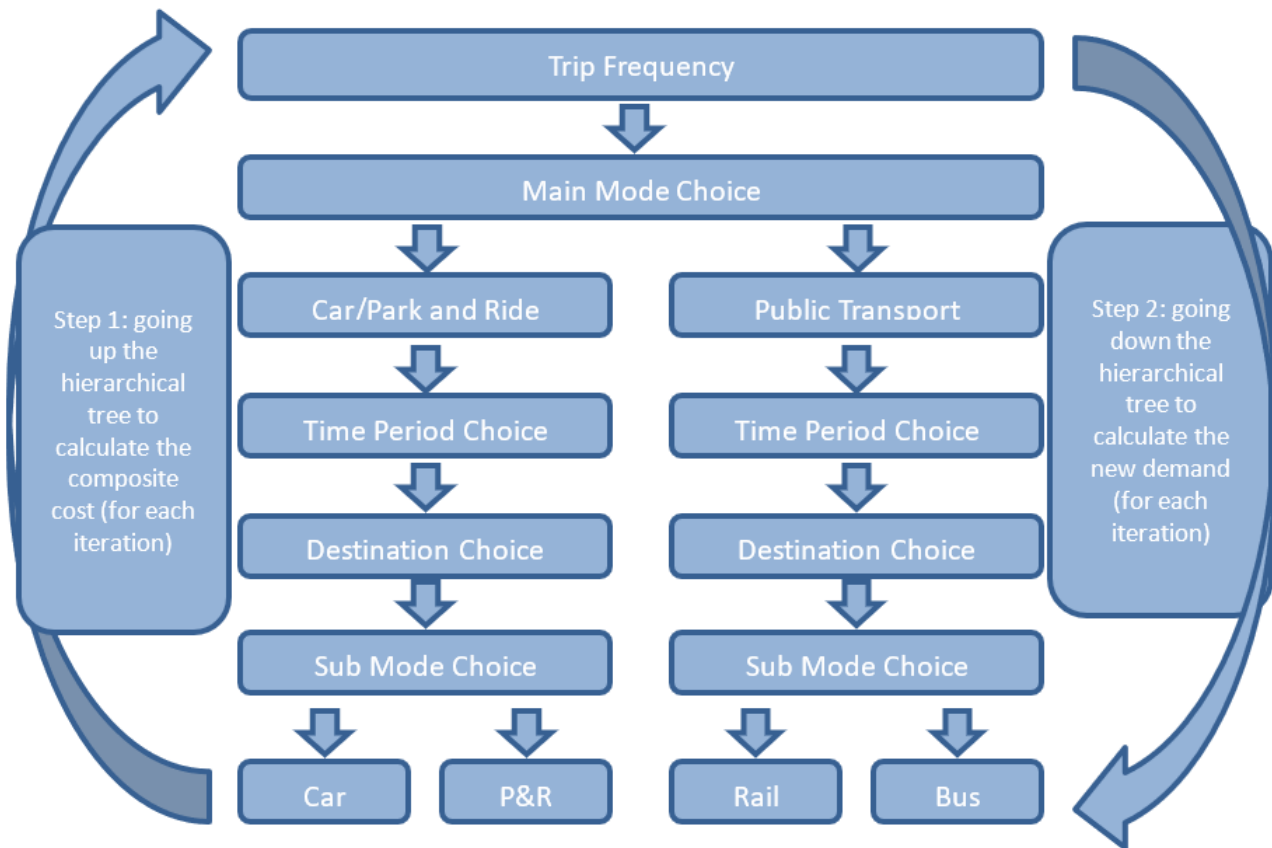 Trip Frequency
Main Mode Choice
Car/Park and Ride
Public Transport
Step 1: going
up the
hierarchical
tree to
calculate the
composite
cost (for each
iteration)
Step 2: going
down the
hierarchical
tree to
calculate the
new demand
(for each
iteration)
Time Period Choice
Time Period Choice
Destination Choice
Destination Choice
Sub Mode Choice
Sub Mode Choice
Car
P&R
Rail
Bus